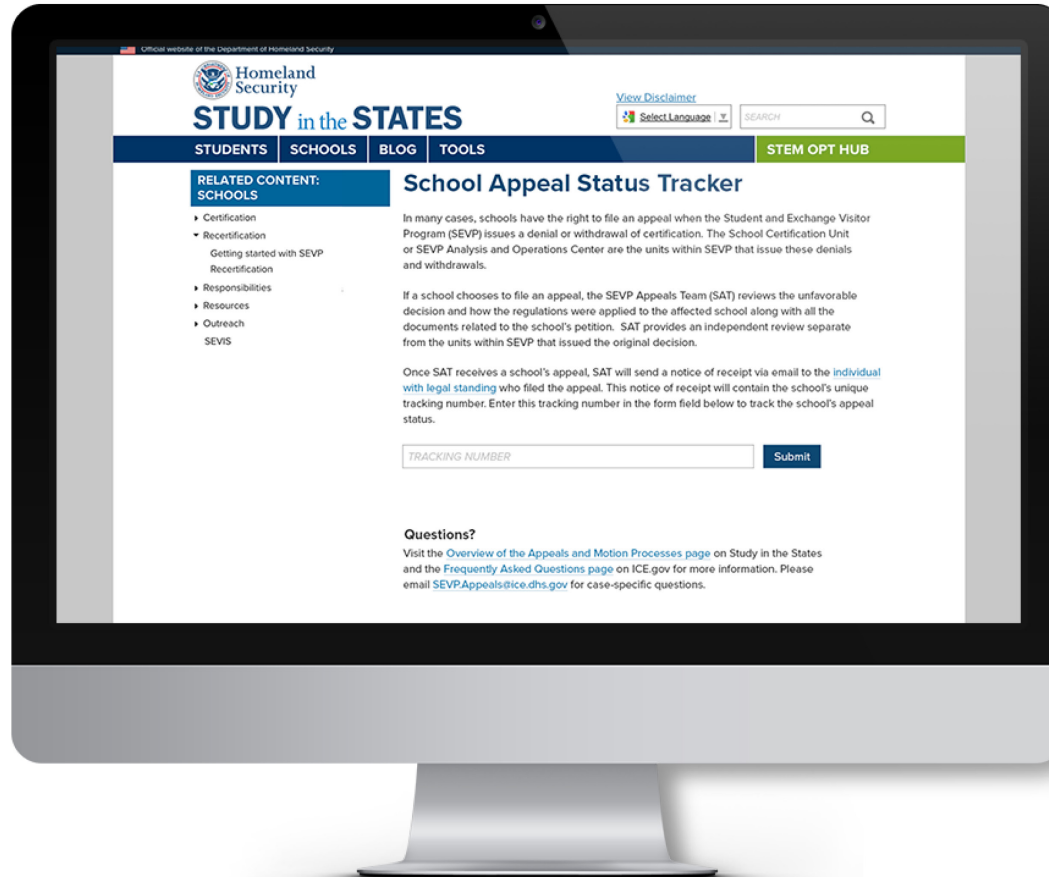 Official website of the Department of Homeland Security
Homeland
Security
STUDY in the STATES
View Disclaimer
Select Language
SEARCH
STUDENTS SCHOOLS BLOG TOOLS STEM OPT HUB
RELATED CONTENT:
SCHOOLS
Certification
Recertification
Getting started with SEVP
Recertification
Responsibilities
Resources
Outreach
SEVIS
School Appeal Status Tracker
In many cases, schools have the right to file an appeal when the Student and Exchange Visitor
Program (SEVP) issues a denial or withdrawal of certification. The School Certification Unit
or SEVP Analysis and Operations Center are the units within SEVP that issue these denials
and withdrawals.
If a school chooses to file an appeal, the SEVP Appeals Team (SAT) reviews the unfavorable
decision and how the regulations were applied to the affected school along with all the
documents related to the school's petition. SAT provides an independent review separate
from the units within SEVP that issued the original decision.
Once SAT receives a school's appeal, SAT will send a notice of receipt via email to the individual
with legal standing who filed the appeal. This notice of receipt will contain the school's unique
tracking number. Enter this tracking number in the form field below to track the school's appeal
status.
TRACKING NUMBER
Submit
Questions?
Visit the Overview of the Appeals and Motion Processes page on Study in the States
and the Frequently Asked Questions page on ICE.gov for more information. Please
email SEVP.Appeals@ice.dhs.gov for case-specific questions.